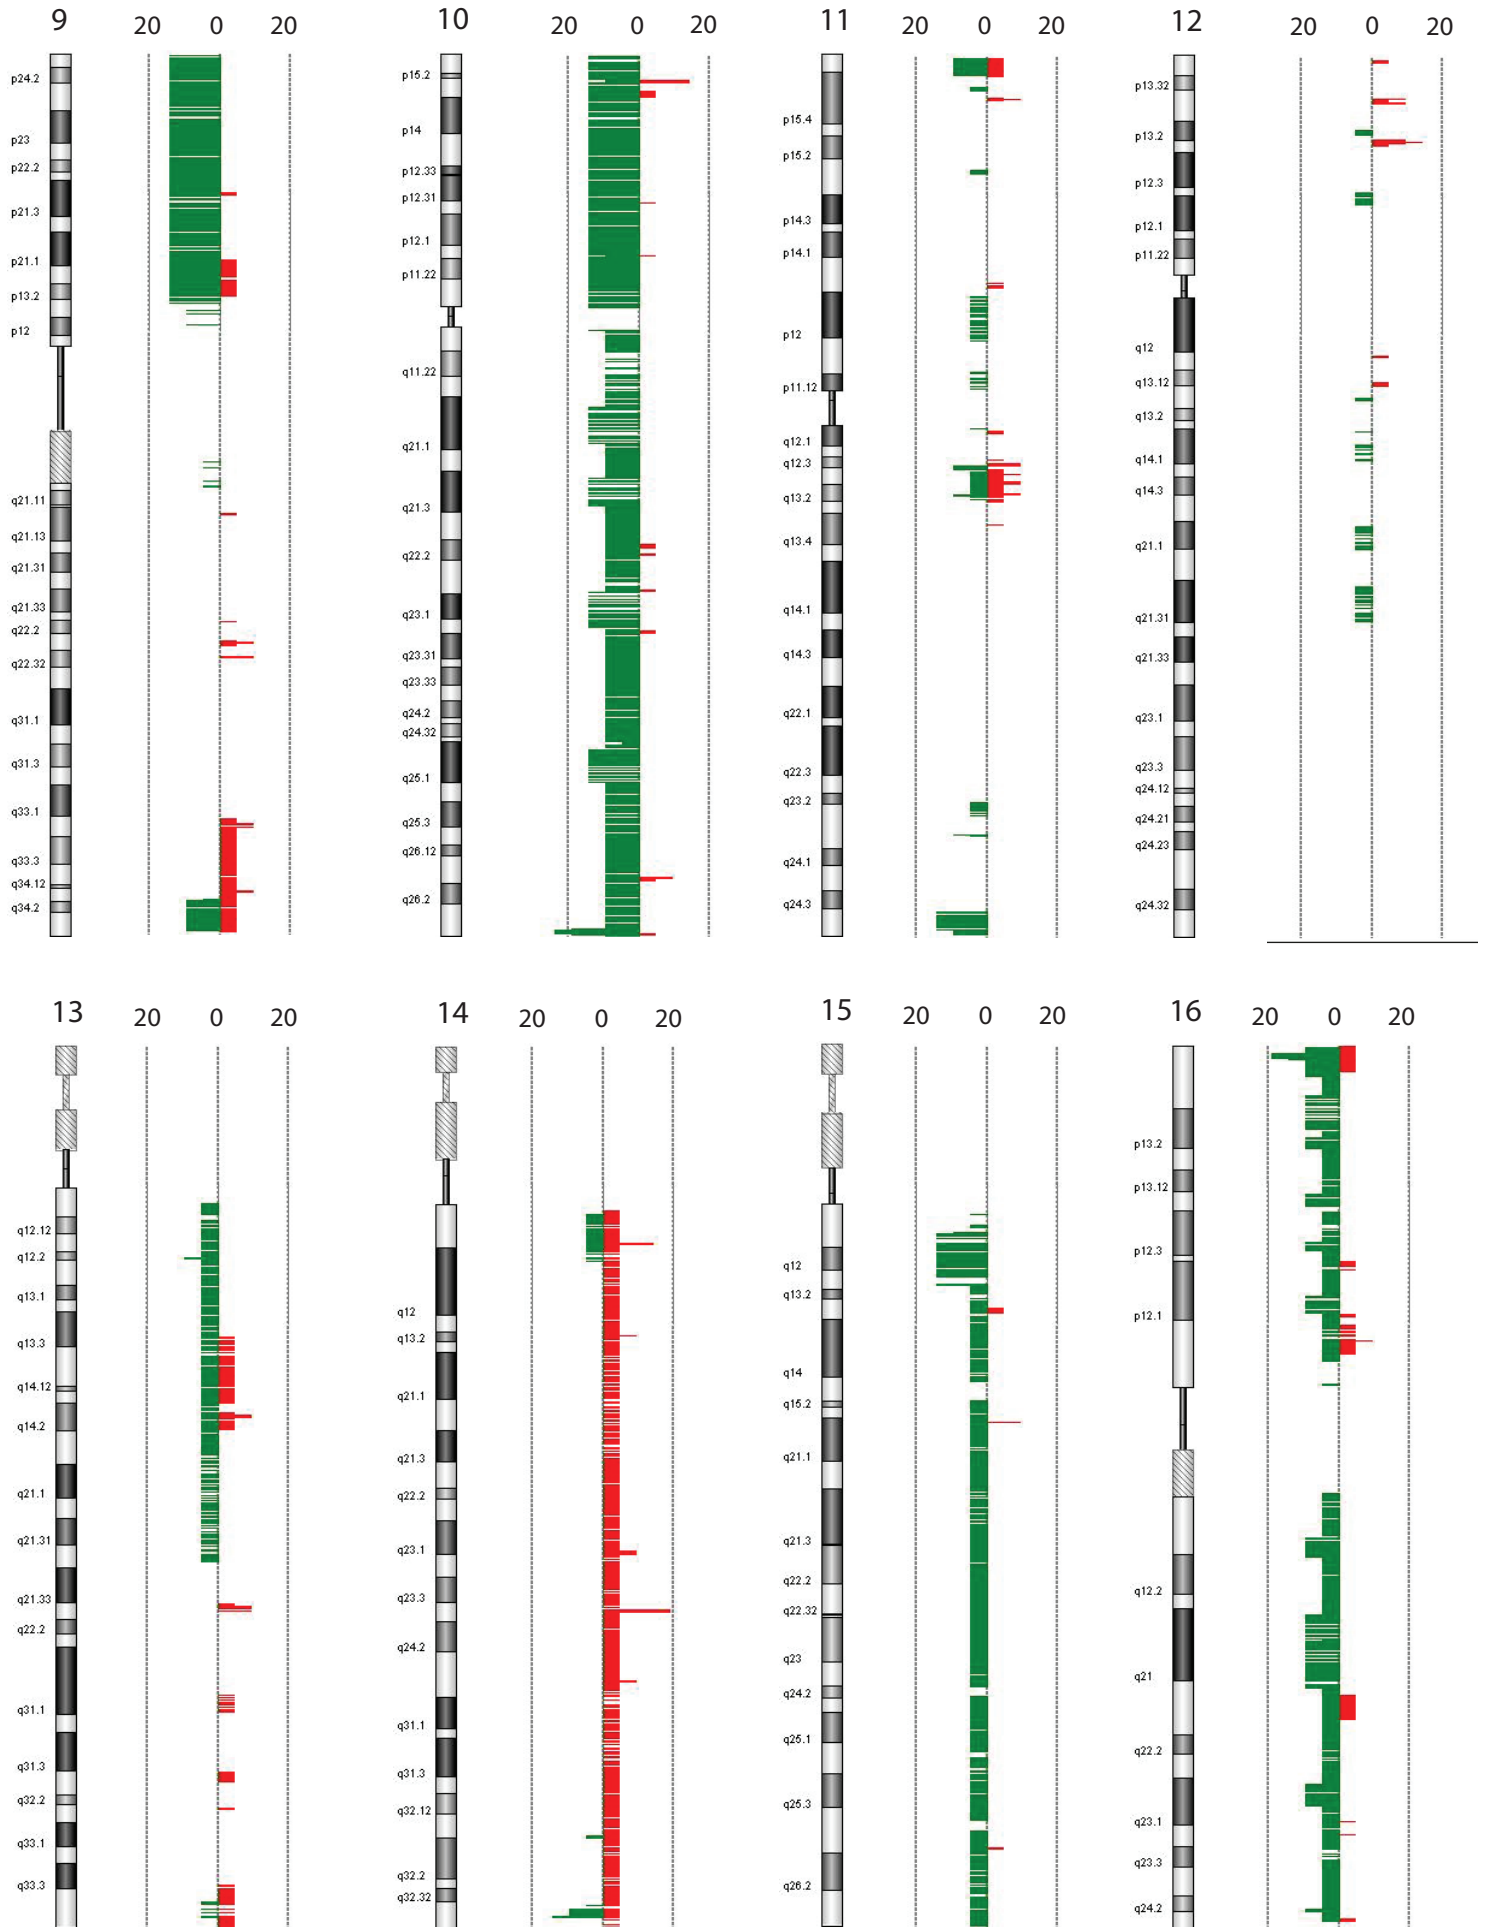 9
20 0 20
p24.2
p23
p22.2
p21.3
p21.1
p13.2
p12
q21.11
q21.13
q21.31
q21.33
q22.2
q22.32
q31.1
q31.3
q33.1
q33.3
q34.12
q34.2
10
20 0 20
p15.2
p14
p12.33
p12.31
p12.1
p11.22
q11.22
q21.1
q21.3
q22.2
q23.1
q23.31
q23.33
q24.2
q24.32
q25.1
q25.3
q26.12
q26.2
11
20 0 20
p15.4
p15.2
p14.3
p14.1
p12
p11.12
q12.1
q12.3
q13.2
q13.4
q14.1
q14.3
q22.1
q22.3
q23.2
q24.1
q24.3
12
20 0 20
p13.32
p13.2
p12.3
p12.1
p11.22
q12
q13.12
q13.2
q14.1
q14.3
q21.1
q21.31
q21.33
q23.1
q23.3
q24.12
q24.21
q24.23
q24.32
13
20 0 20
q12.12
q12.2
q13.1
q13.3
q14.12
q14.2
q21.1
q21.31
q21.33
q22.2
q31.1
q31.3
q32.2
q33.1
q33.3
14
20 0 20
q12
q13.2
q21.1
q21.3
q22.2
q23.1
q23.3
q24.2
q31.1
q31.3
q32.12
q32.2
q32.32
15
20 0 20
q12
q13.2
q14
q15.2
q21.1
q21.3
q22.2
q22.32
q23
q24.2
q25.1
q25.3
q26.2
16
20 0 20
p13.2
p13.12
p12.3
p12.1
q12.2
q21
q22.2
q23.1
q23.3
q24.2